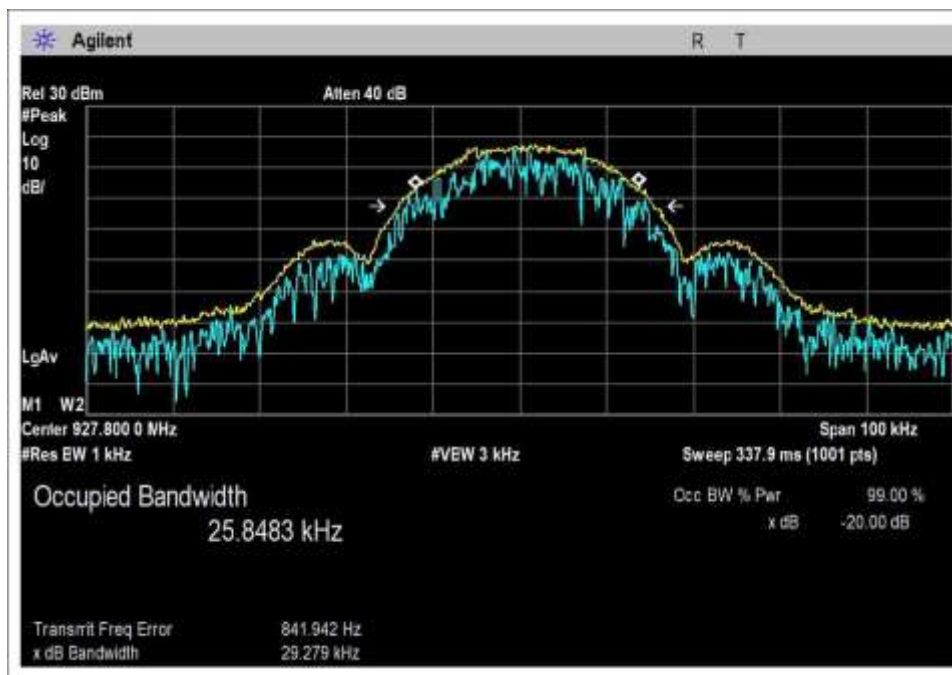 Agilent R T
Rel 30 dBm Atten 40 dB
#Peak
Log
10
dB/
LgAv
M1 W2
Center 927.800 0 MHz Span 100 kHz
#Res BW 1 kHz #VBW 3 kHz Sweep 337.9 ms (1001 pts)
Occupied Bandwidth Occ BW % Pwr 99.00 %
25.8483 kHz x dB -20.00 dB
Transmit Freq Error 841.942 Hz
x dB Bandwidth 29.279 kHz